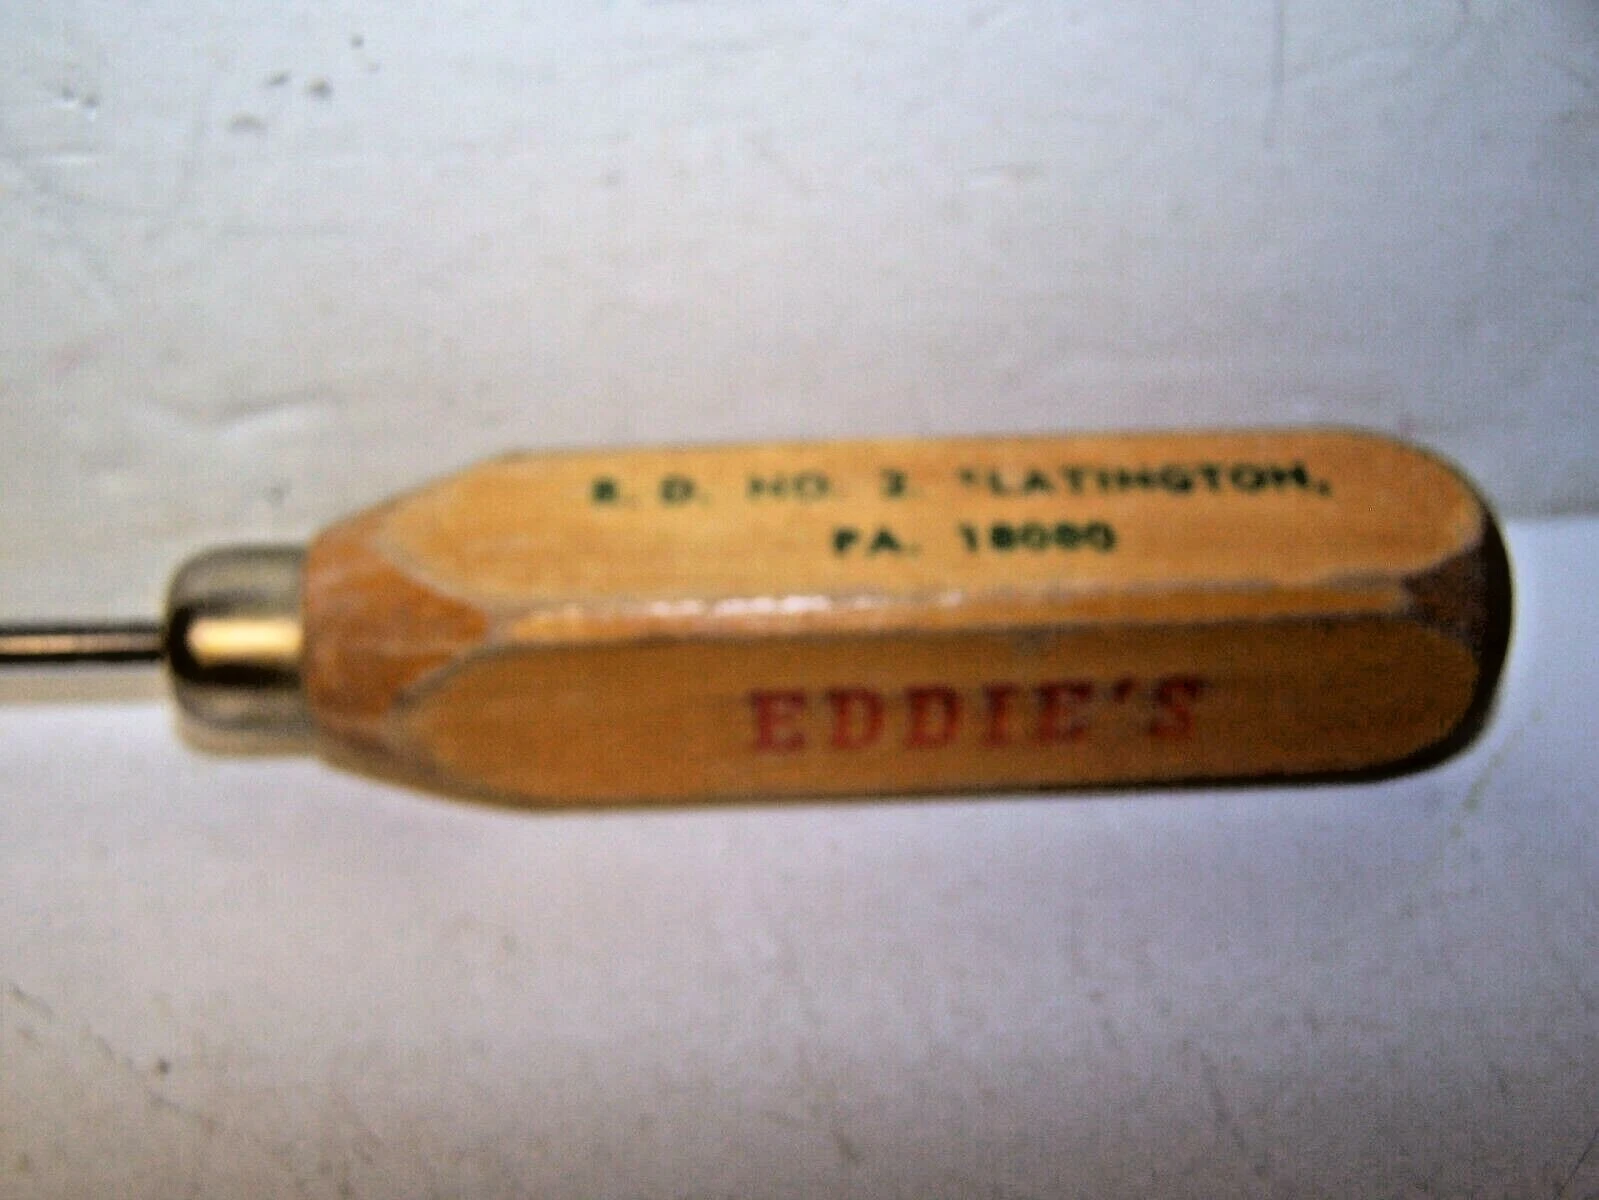 R. D. NO. 2. SLATINGTON,
PA. 18080
EDDIE'S